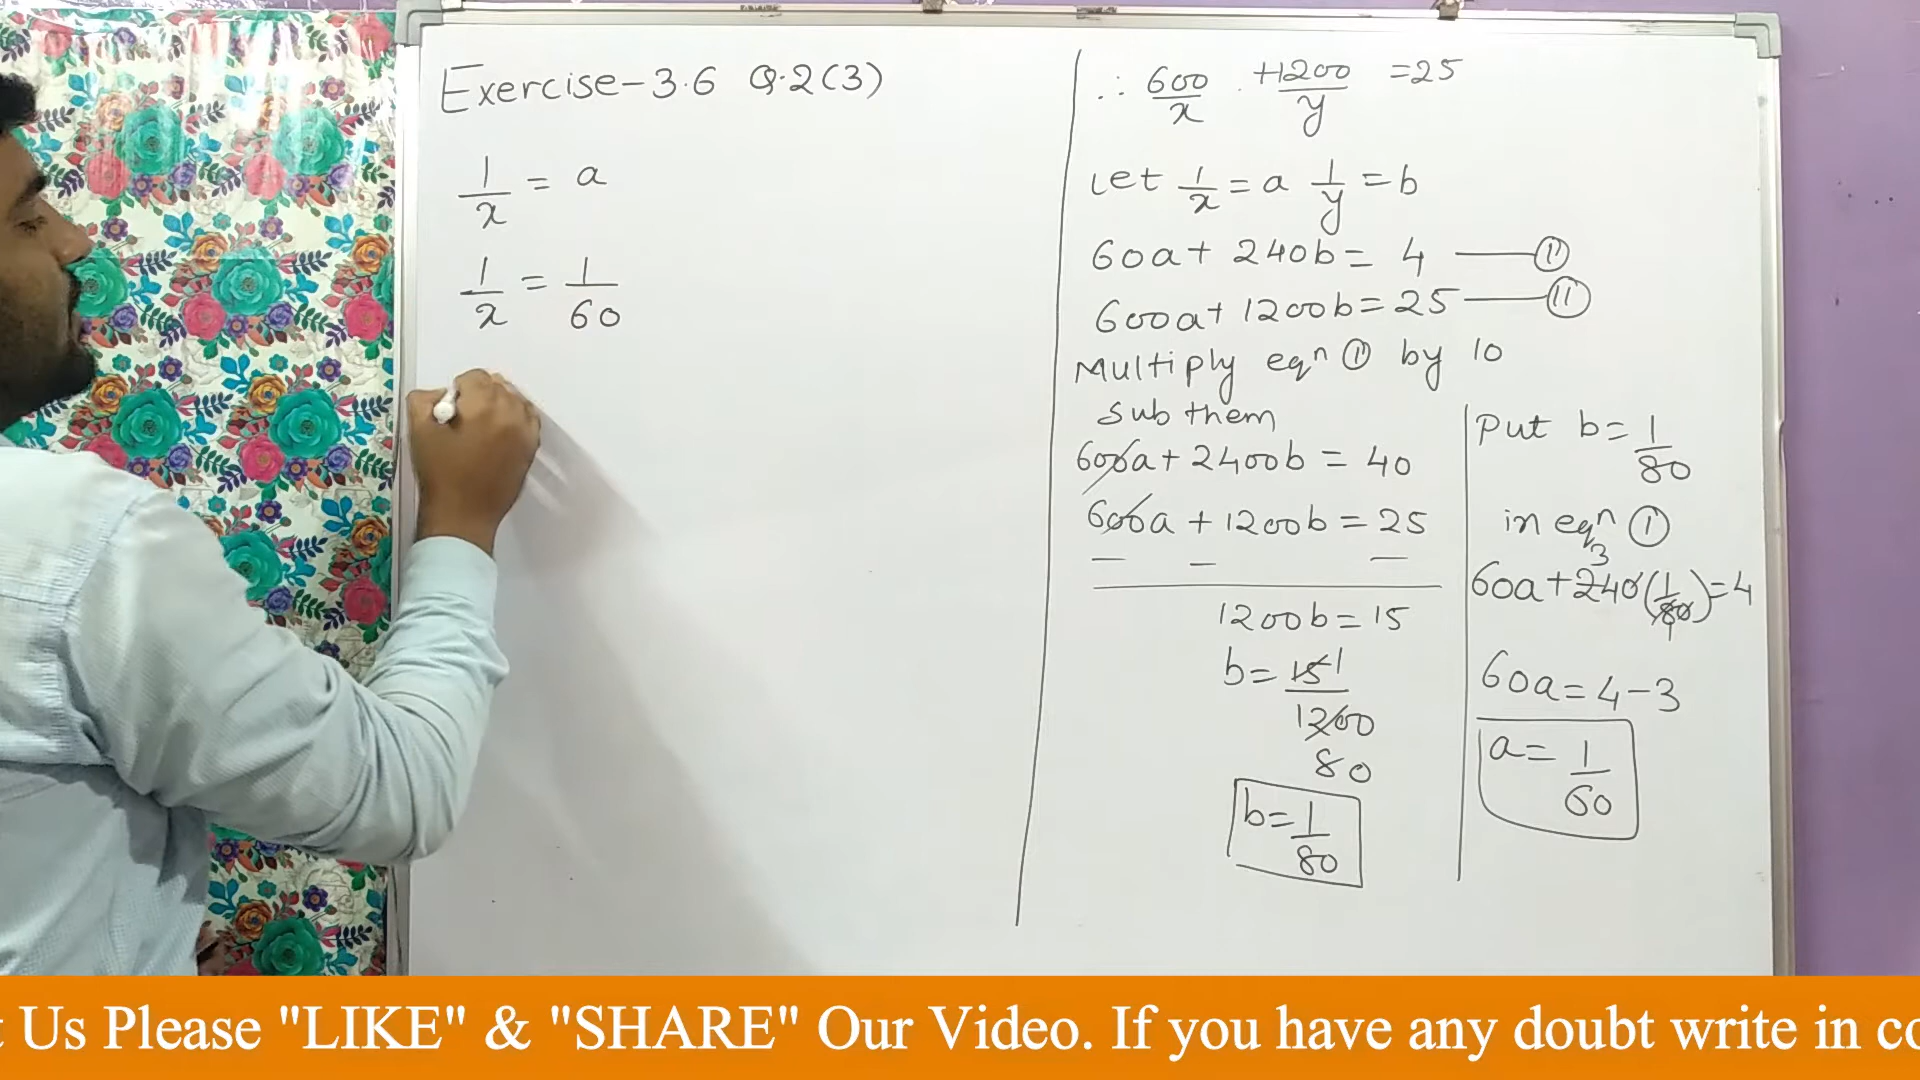 Exercise-3.6 Q.2(3)
1/x = a
1/x = 1/60
∴ 600/x + 1200/y = 25
Let 1/x = a 1/y = b
60a + 240b = 4 —— (I)
600a + 1200b = 25 —— (II)
Multiply eqn (I) by 10
Sub them
600a + 2400b = 40
600a + 1200b = 25
— — —
1200b = 15
b = 15 1/1200
80
b = 1/80
Put b = 1/80
in eqn (I)
3
60a + 240(1/80) = 4
1
60a = 4 - 3
a = 1/60
t Us Please "LIKE" & "SHARE" Our Video. If you have any doubt write in co